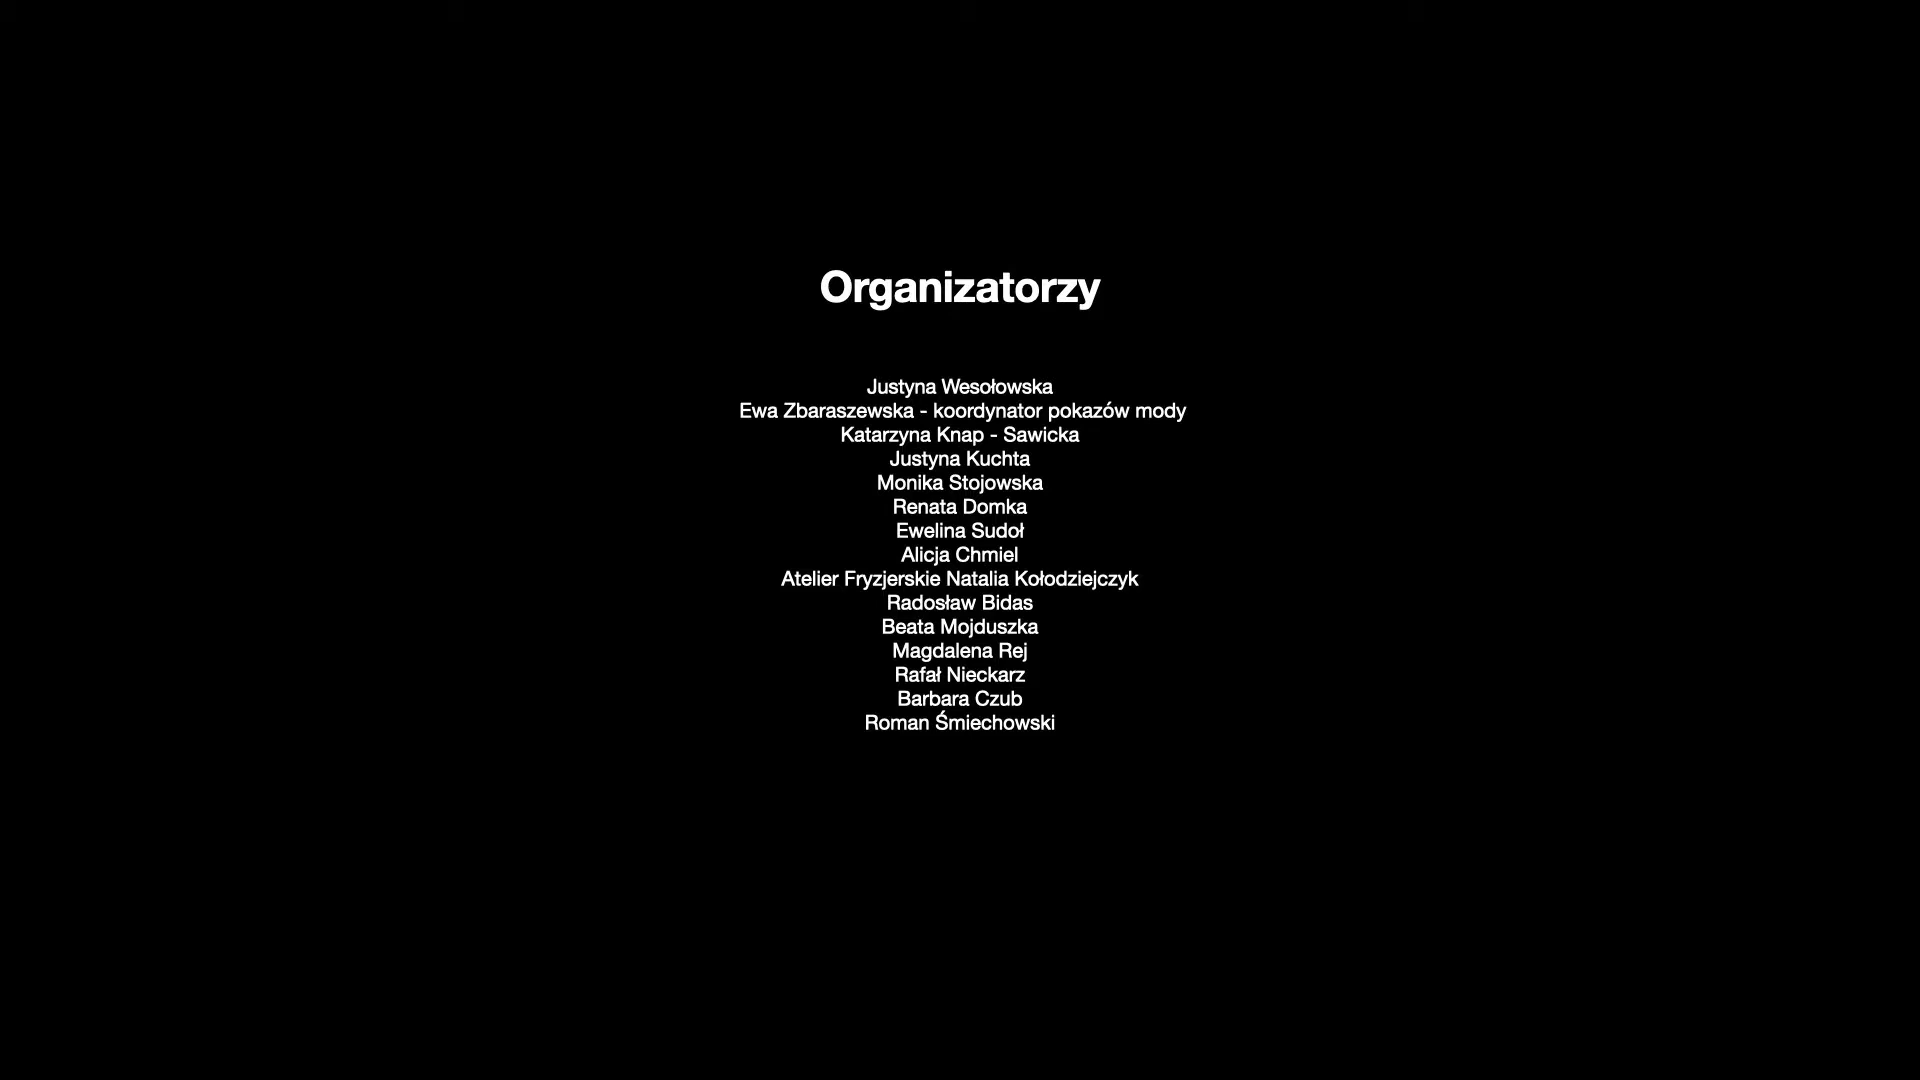 Organizatorzy
Justyna Wesołowska
Ewa Zbaraszewska - koordynator pokazów mody
Katarzyna Knap - Sawicka
Justyna Kuchta
Monika Stojowska
Renata Domka
Ewelina Sudoł
Alicja Chmiel
Atelier Fryzjerskie Natalia Kołodziejczyk
Radosław Bidas
Beata Mojduszka
Magdalena Rej
Rafał Nieckarz
Barbara Czub
Roman Śmiechowski